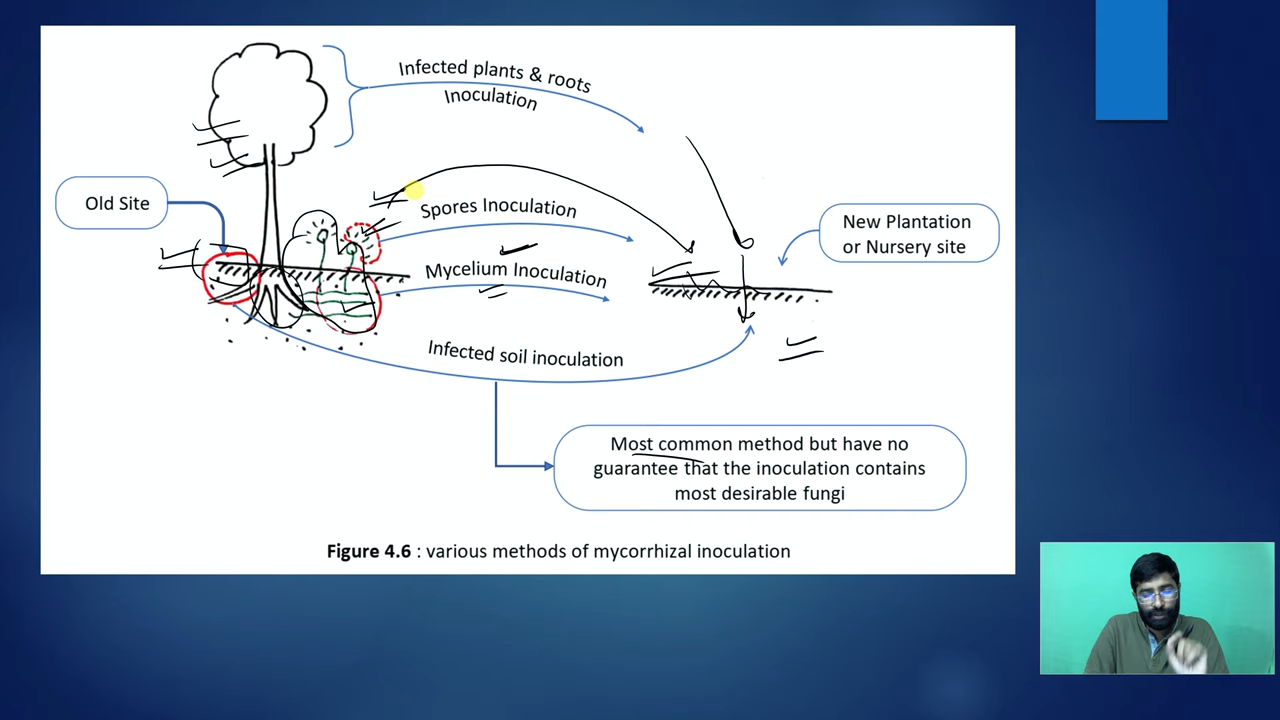 Infected plants & roots
Inoculation
Old Site
Spores Inoculation
New Plantation
or Nursery site
Mycelium Inoculation
Infected soil inoculation
Most common method but have no
guarantee that the inoculation contains
most desirable fungi
Figure 4.6 : various methods of mycorrhizal inoculation